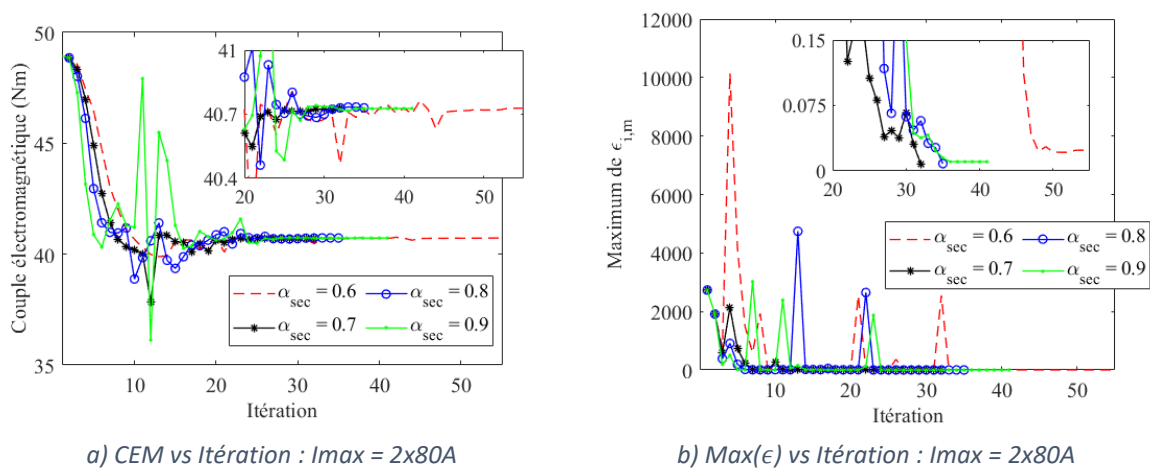 50
45
40
35
Couple electromagnétique (Nm)
10
20
30
40
50
Itération
41
40.7
40.4
20
30
40
50
α_sec = 0.6
α_sec = 0.8
α_sec = 0.7
α_sec = 0.9
a) CEM vs Itération : Imax = 2x80A
12000
10000
8000
6000
4000
2000
0
Maximum de ϵ_i,m
10
20
30
40
50
Itération
0.15
0.075
0
20
30
40
50
α_sec = 0.6
α_sec = 0.8
α_sec = 0.7
α_sec = 0.9
b) Max(ϵ) vs Itération : Imax = 2x80A